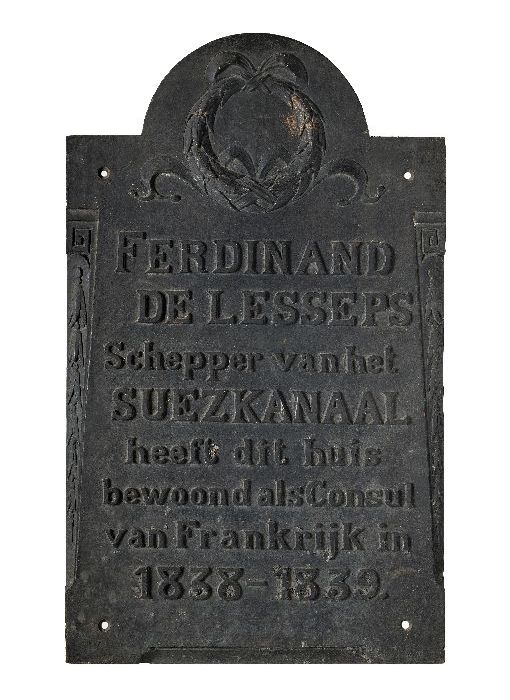 FERDINAND
DE LESSEPS
Schepper van het
SUEZKANAAL
heeft dit huis
bewoond als Consul
van Frankrijk in
1838-1839.